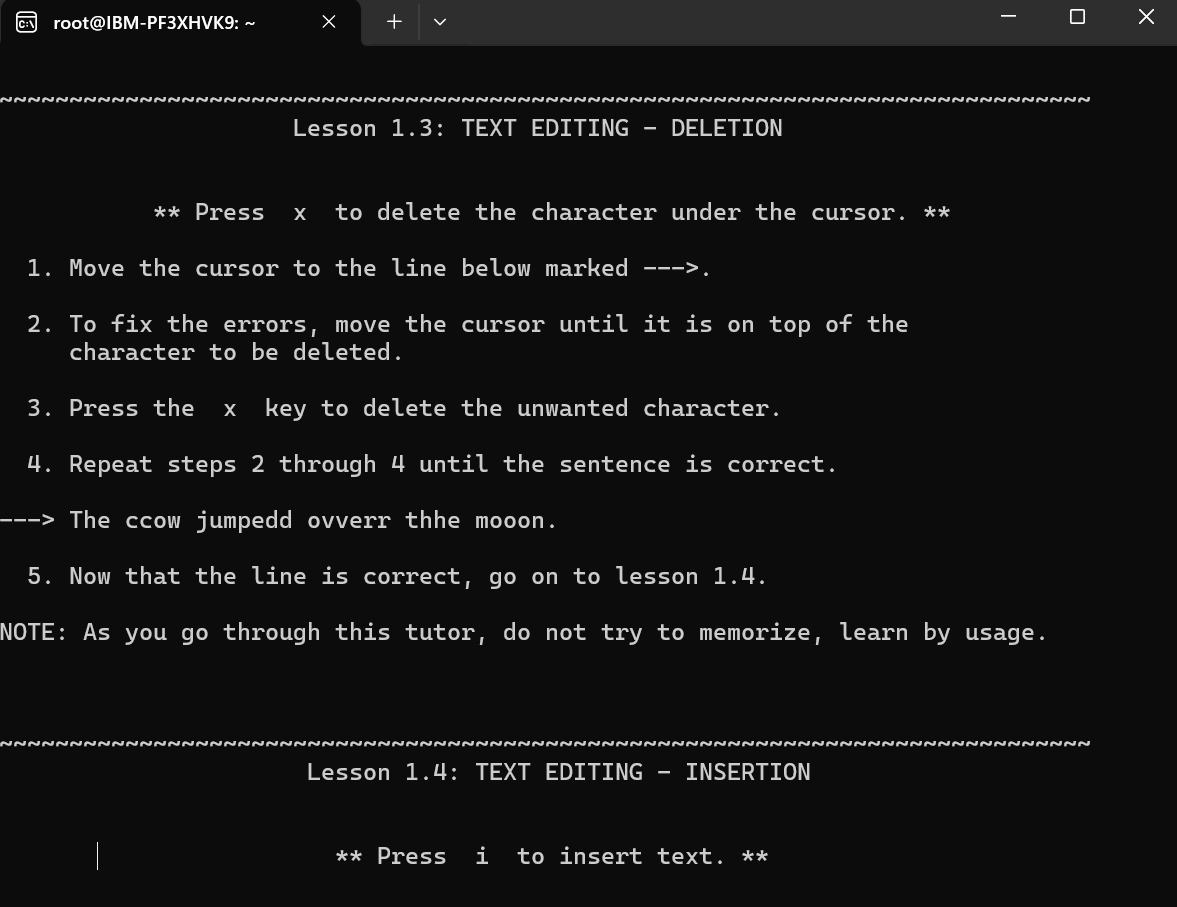 root@IBM-PF3XHVK9: ~
~~~~~~~~~~~~~~~~~~~~~~~~~~~~~~~~~~~~~~~~~~~~~~~~~~~~~~~~~~~~~~~~~~~~~~~~~~~~~~
Lesson 1.3: TEXT EDITING - DELETION
** Press  x  to delete the character under the cursor. **
1. Move the cursor to the line below marked --->.
2. To fix the errors, move the cursor until it is on top of the
character to be deleted.
3. Press the  x  key to delete the unwanted character.
4. Repeat steps 2 through 4 until the sentence is correct.
---> The ccow jumpedd ovverr thhe mooon.
5. Now that the line is correct, go on to lesson 1.4.
NOTE: As you go through this tutor, do not try to memorize, learn by usage.
~~~~~~~~~~~~~~~~~~~~~~~~~~~~~~~~~~~~~~~~~~~~~~~~~~~~~~~~~~~~~~~~~~~~~~~~~~~~~~
Lesson 1.4: TEXT EDITING - INSERTION
** Press  i  to insert text. **